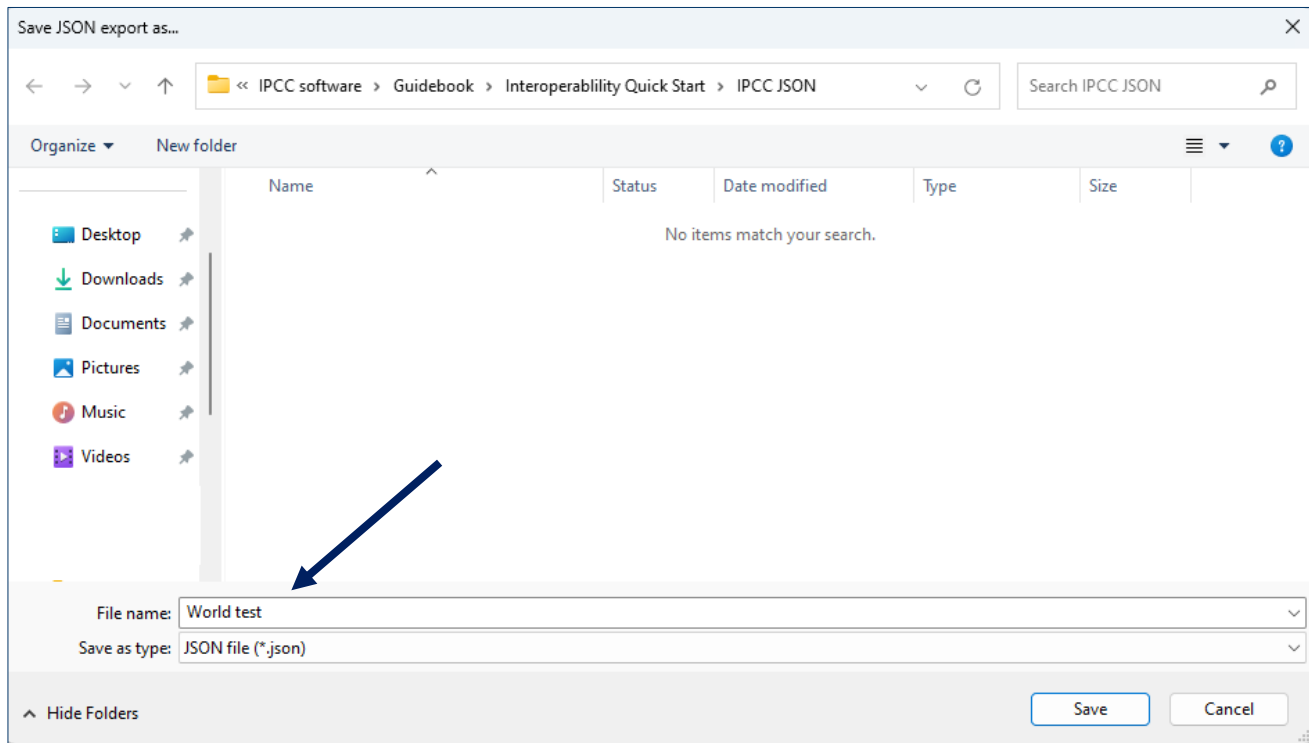 Save JSON export as...
« IPCC software > Guidebook > Interoperablility Quick Start > IPCC JSON
Search IPCC JSON
Organize
New folder
?
Name
Status
Date modified
Type
Size
No items match your search.
Desktop
Downloads
Documents
Pictures
Music
Videos
File name: World test
Save as type: JSON file (*.json)
Hide Folders
Save
Cancel